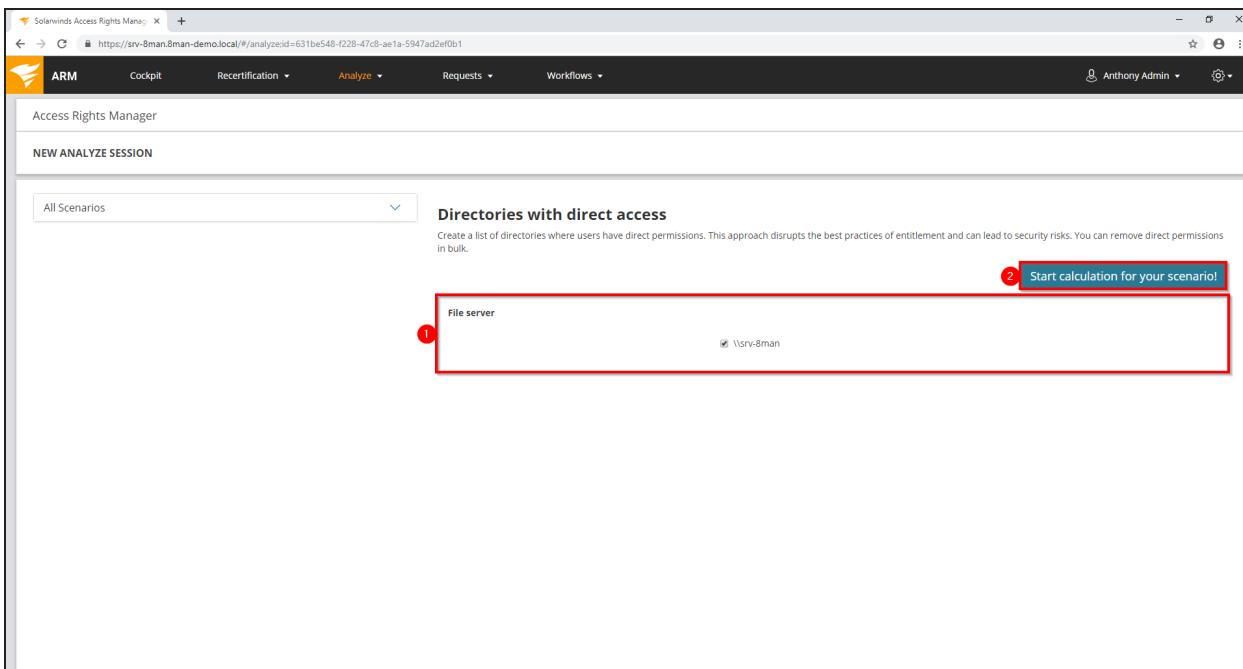 Solarwinds Access Rights Manag
https://srv-8man.8man-demo.local/#/analyze;id=631be548-f228-47c8-ae1a-5947ad2ef0b1
ARM Cockpit Recertification Analyze Requests Workflows Anthony Admin
Access Rights Manager
NEW ANALYZE SESSION
All Scenarios
Directories with direct access
Create a list of directories where users have direct permissions. This approach disrupts the best practices of entitlement and can lead to security risks. You can remove direct permissions
in bulk.
2 Start calculation for your scenario!
File server
1
\\srv-8man